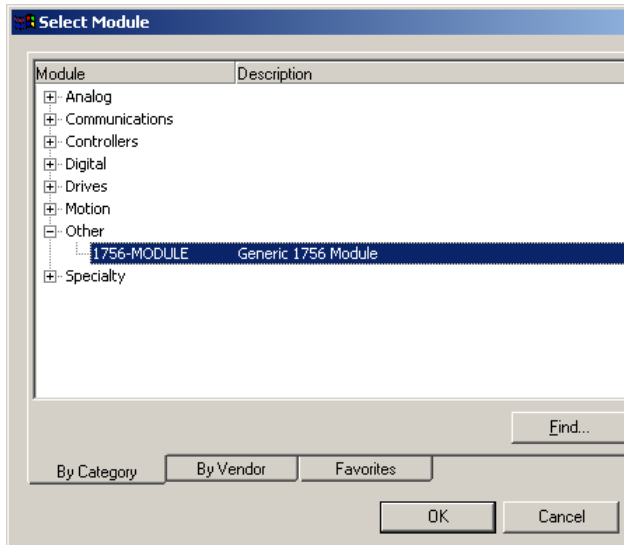 Select Module
Module Description
Analog
Communications
Controllers
Digital
Drives
Motion
Other
1756-MODULE Generic 1756 Module
Specialty
Find...
By Category By Vendor Favorites
OK Cancel